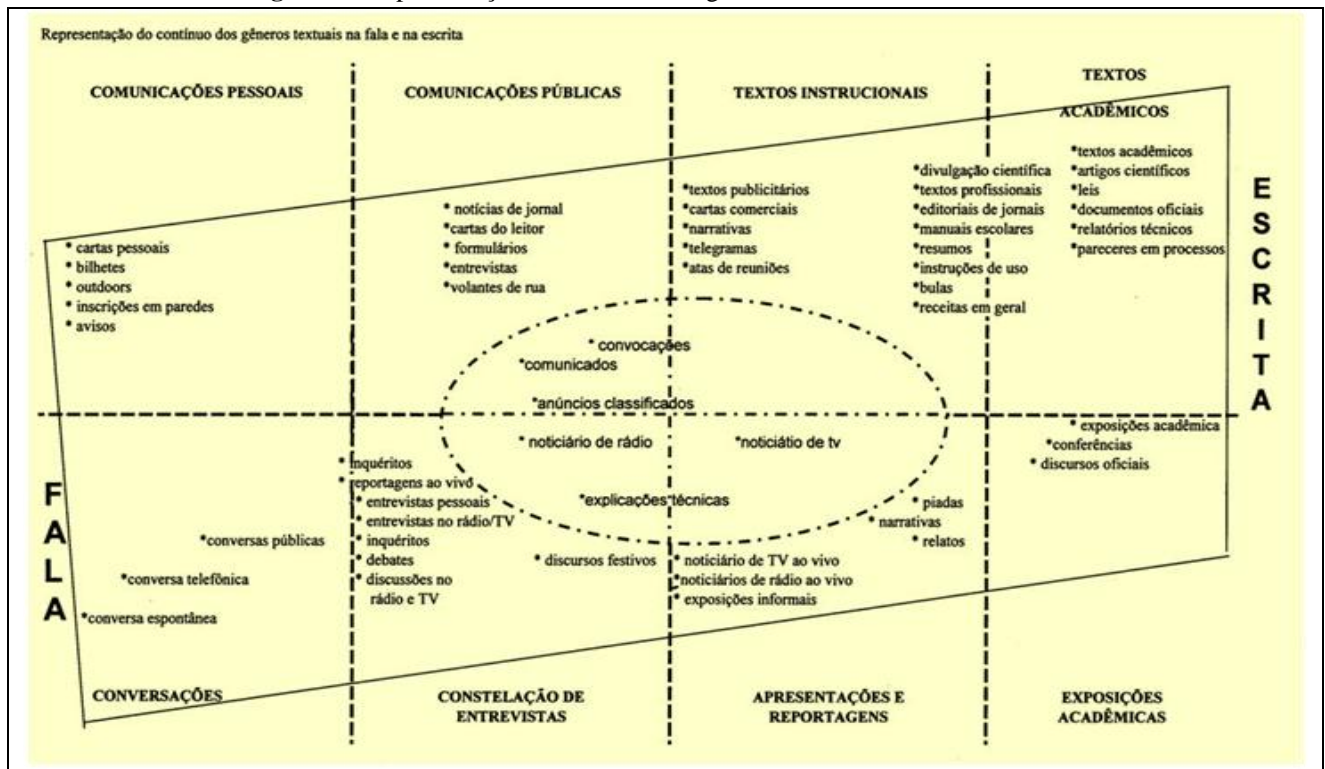 Representação do contínuo dos gêneros textuais na fala e na escrita
COMUNICAÇÕES PESSOAIS
* cartas pessoais
* bilhetes
* outdoors
* inscrições em paredes
* avisos
COMUNICAÇÕES PÚBLICAS
* notícias de jornal
*cartas do leitor
* formulários
*entrevistas
*volantes de rua
TEXTOS INSTRUCIONAIS
*textos publicitários
*cartas comerciais
*narrativas
*telegramas
*atas de reuniões
*divulgação científica
*textos profissionais
*editoriais de jornais
*manuais escolares
*resumos
*instruções de uso
*bulas
*receitas em geral
TEXTOS
ACADÊMICOS
*textos acadêmicos
*artigos científicos
*leis
*documentos oficiais
*relatórios técnicos
*pareceres em processos
ESCRITA
* convocações
*comunicados
*anúncios classificados
* noticiário de rádio
*noticiátio de tv
*explicações técnicas
FALA
*conversas públicas
*conversa telefônica
*conversa espontânea
CONVERSAÇÕES
* inquéritos
* reportagens ao vivo
* entrevistas pessoais
* entrevistas no rádio/TV
* inquéritos
* debates
* discussões no
rádio e TV
* discursos festivos
CONSTELAÇÃO DE
ENTREVISTAS
* piadas
* narrativas
* relatos
* noticiário de TV ao vivo
*noticiários de rádio ao vivo
* exposições informais
APRESENTAÇÕES E
REPORTAGENS
* exposições acadêmica
*conferências
* discursos oficiais
EXPOSIÇÕES
ACADÊMICAS